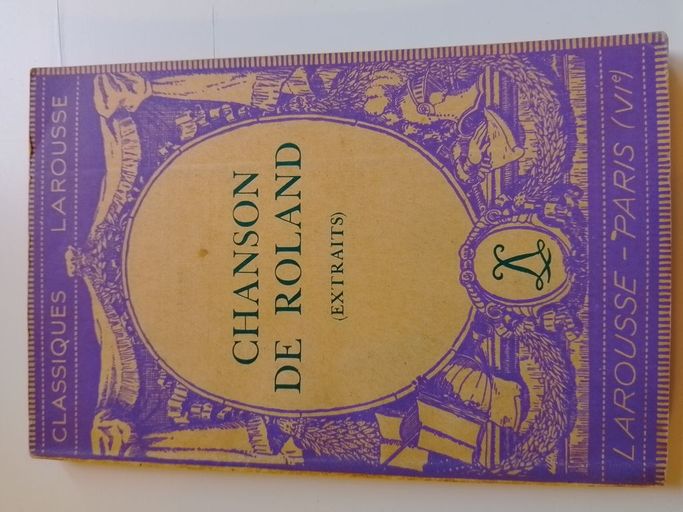 CLASSIQUES LAROUSSE
CHANSON
DE ROLAND
(EXTRAITS)
L
LAROUSSE - PARIS (VIe)